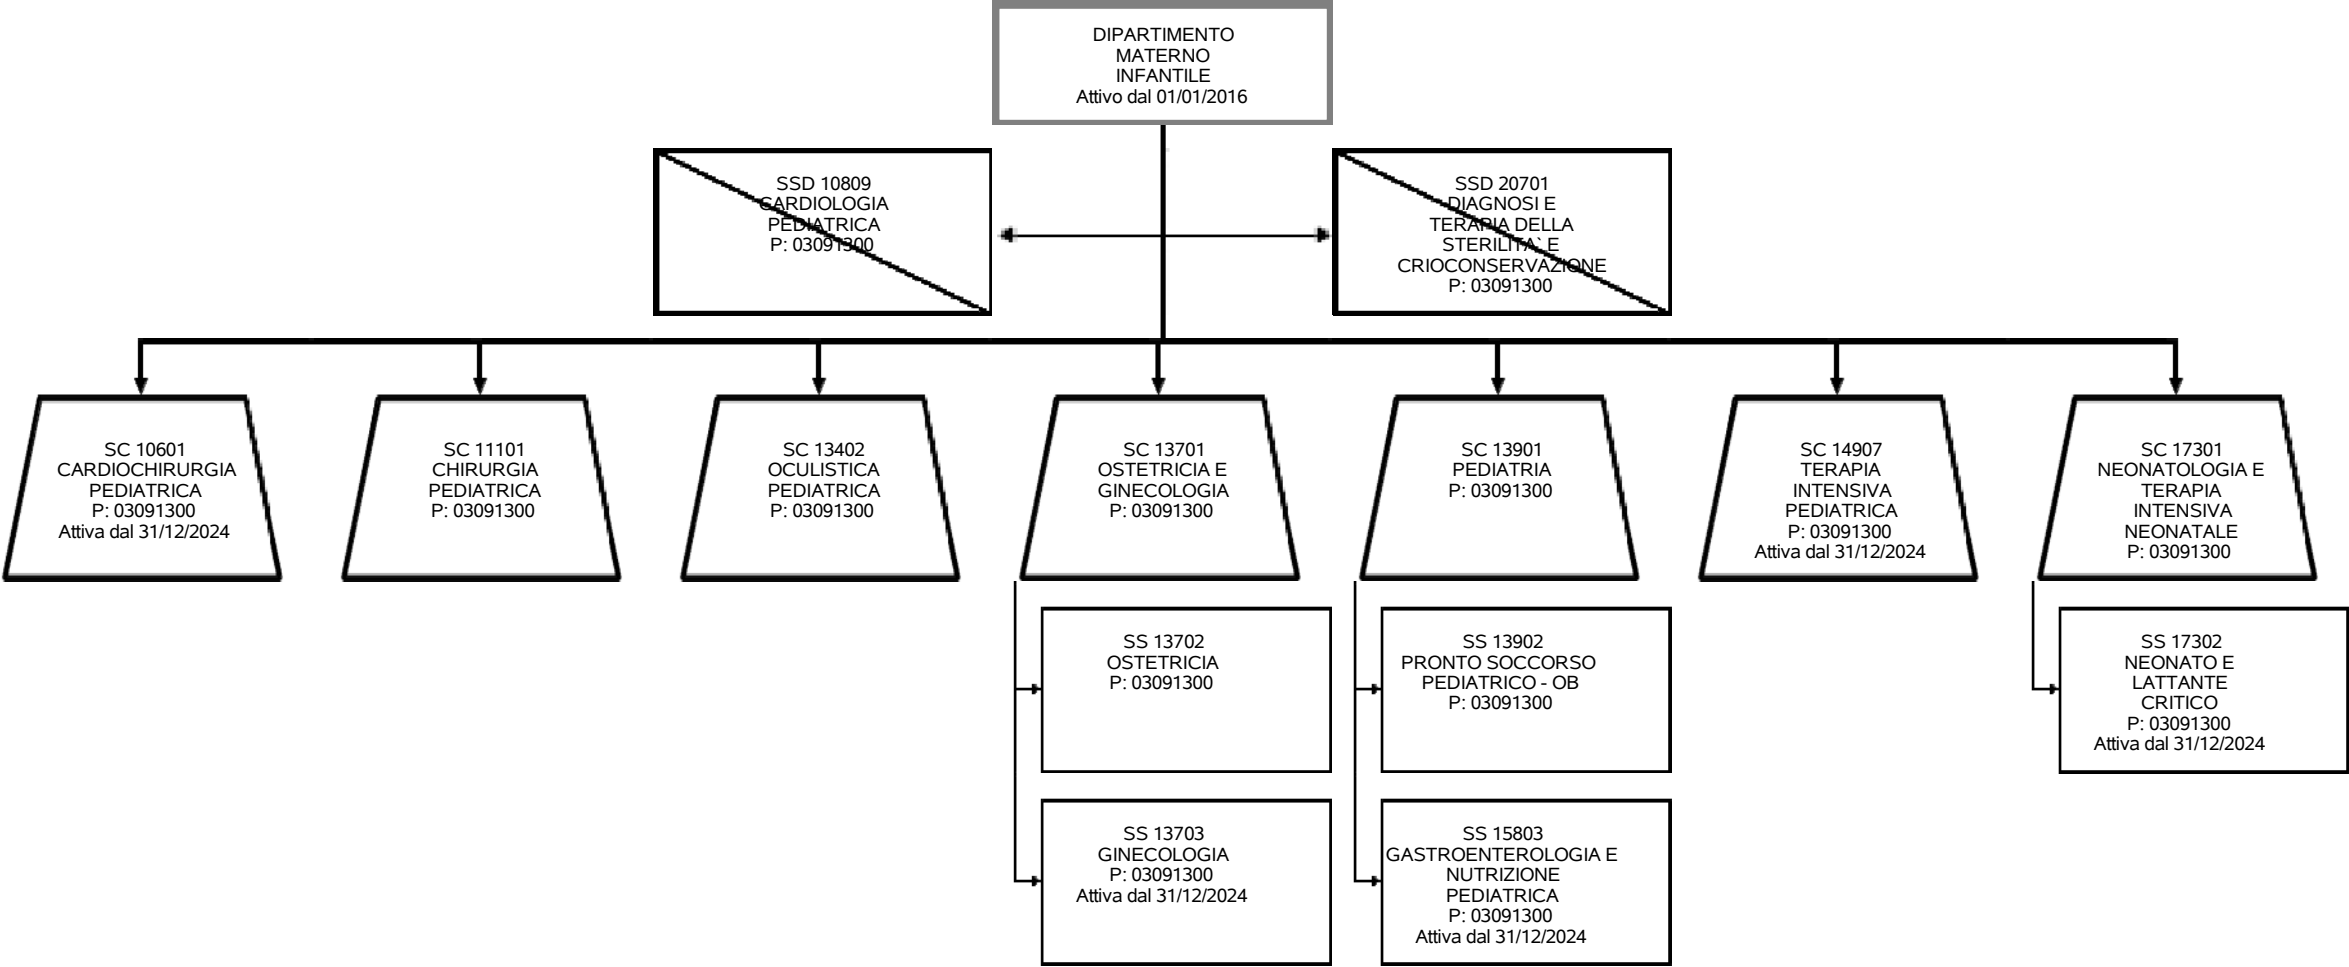 DIPARTIMENTO
MATERNO
INFANTILE
Attivo dal 01/01/2016
SSD 10809
CARDIOLOGIA
PEDIATRICA
P: 03091300
SSD 20701
DIAGNOSI E
TERAPIA DELLA
STERILITA` E
CRIOCONSERVAZIONE
P: 03091300
SC 10601
CARDIOCHIRURGIA
PEDIATRICA
P: 03091300
Attiva dal 31/12/2024
SC 11101
CHIRURGIA
PEDIATRICA
P: 03091300
SC 13402
OCULISTICA
PEDIATRICA
P: 03091300
SC 13701
OSTETRICIA E
GINECOLOGIA
P: 03091300
SC 13901
PEDIATRIA
P: 03091300
SC 14907
TERAPIA
INTENSIVA
PEDIATRICA
P: 03091300
Attiva dal 31/12/2024
SC 17301
NEONATOLOGIA E
TERAPIA
INTENSIVA
NEONATALE
P: 03091300
SS 13702
OSTETRICIA
P: 03091300
SS 13902
PRONTO SOCCORSO
PEDIATRICO - OB
P: 03091300
SS 17302
NEONATO E
LATTANTE
CRITICO
P: 03091300
Attiva dal 31/12/2024
SS 13703
GINECOLOGIA
P: 03091300
Attiva dal 31/12/2024
SS 15803
GASTROENTEROLOGIA E
NUTRIZIONE
PEDIATRICA
P: 03091300
Attiva dal 31/12/2024